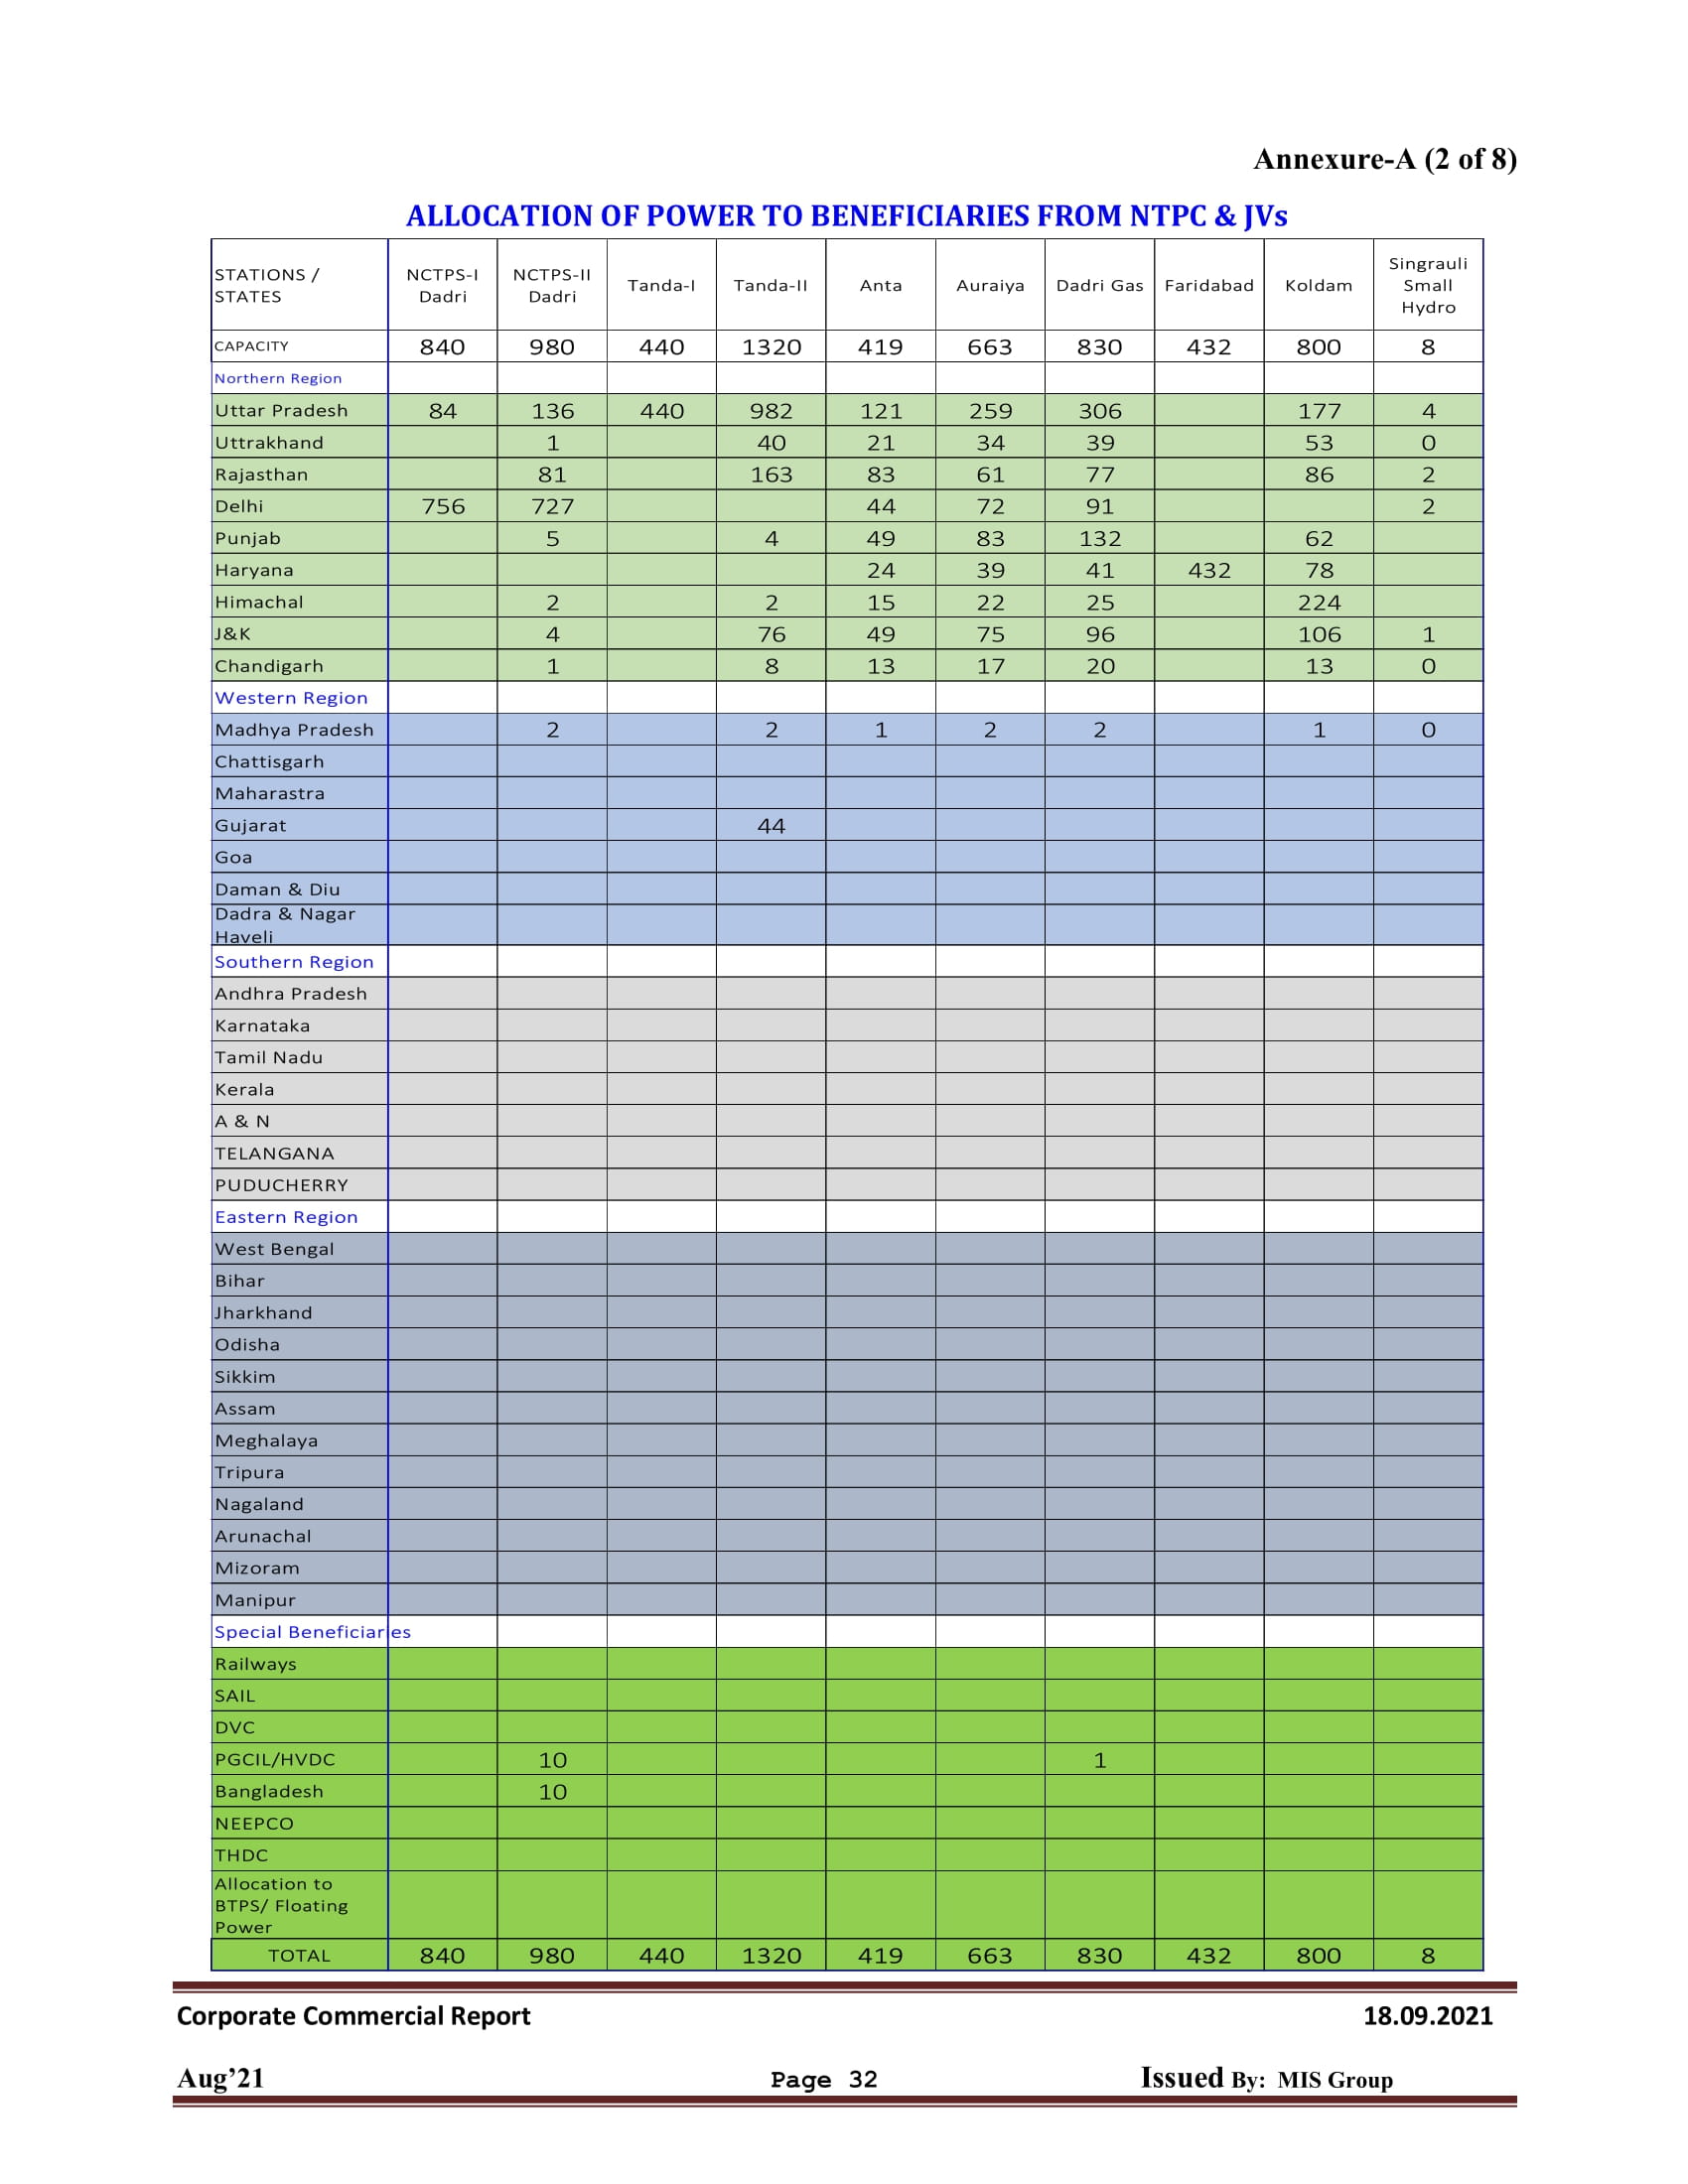 Annexure-A (2 of 8)
ALLOCATION OF POWER TO BENEFICIARIES FROM NTPC & JVs
STATIONS / STATES NCTPS-I Dadri NCTPS-II Dadri Tanda-I Tanda-II Anta Auraiya Dadri Gas Faridabad Koldam Singrauli Small Hydro
CAPACITY 840 980 440 1320 419 663 830 432 800 8
Northern Region
Uttar Pradesh 84 136 440 982 121 259 306 177 4
Uttrakhand 1 40 21 34 39 53 0
Rajasthan 81 163 83 61 77 86 2
Delhi 756 727 44 72 91 2
Punjab 5 4 49 83 132 62
Haryana 24 39 41 432 78
Himachal 2 2 15 22 25 224
J&K 4 76 49 75 96 106 1
Chandigarh 1 8 13 17 20 13 0
Western Region
Madhya Pradesh 2 2 1 2 2 1 0
Chattisgarh
Maharastra
Gujarat 44
Goa
Daman & Diu
Dadra & Nagar
Haveli
Southern Region
Andhra Pradesh
Karnataka
Tamil Nadu
Kerala
A & N
TELANGANA
PUDUCHERRY
Eastern Region
West Bengal
Bihar
Jharkhand
Odisha
Sikkim
Assam
Meghalaya
Tripura
Nagaland
Arunachal
Mizoram
Manipur
Special Beneficiaries
Railways
SAIL
DVC
PGCIL/HVDC 10 1
Bangladesh 10
NEEPCO
THDC
Allocation to
BTPS/ Floating
Power
TOTAL 840 980 440 1320 419 663 830 432 800 8
Corporate Commercial Report 18.09.2021
Aug’21 Page 32 Issued By: MIS Group